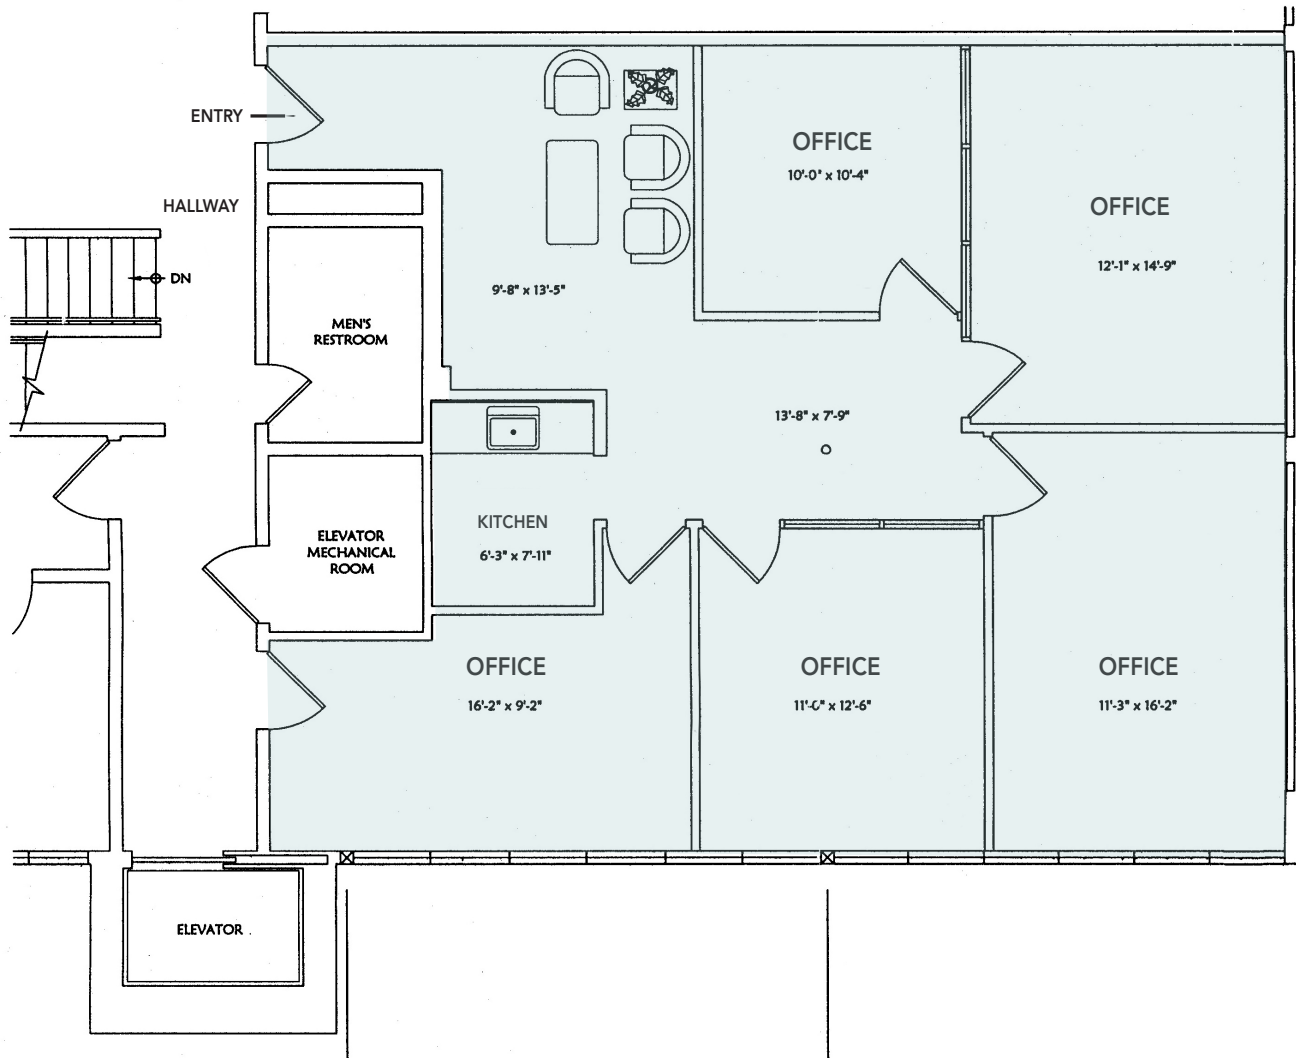 ENTRY
OFFICE
10'-0" x 10'-4"
HALLWAY
OFFICE
12'-1" x 14'-9"
DN
9'-8" x 13'-5"
MEN'S
RESTROOM
13'-8" x 7'-9"
KITCHEN
6'-3" x 7'-11"
ELEVATOR
MECHANICAL
ROOM
OFFICE
16'-2" x 9'-2"
OFFICE
11'-0" x 12'-6"
OFFICE
11'-3" x 16'-2"
ELEVATOR